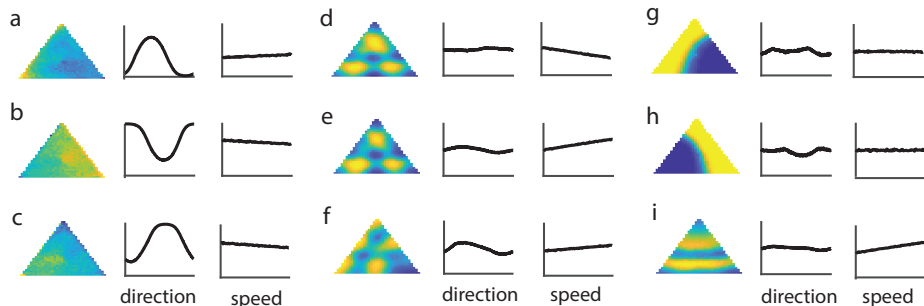 a
d
g
b
e
h
c
f
i
direction speed direction speed direction speed